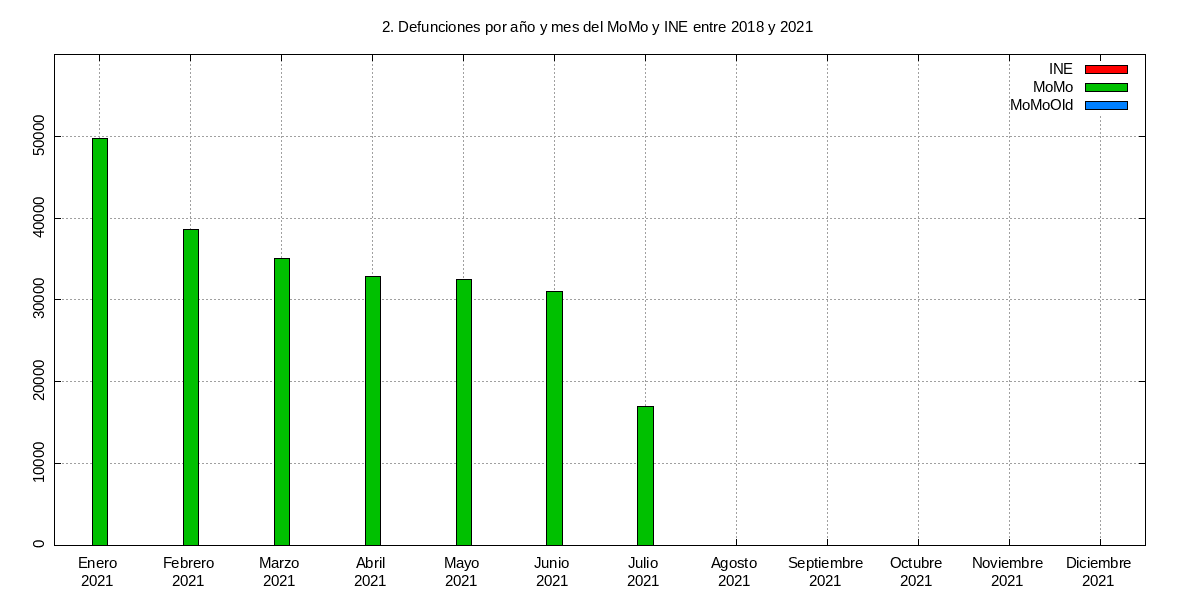 2. Defunciones por año y mes del MoMo y INE entre 2018 y 2021
INE
MoMo
MoMoOld
50000
40000
30000
20000
10000
0
Enero
2021
Febrero
2021
Marzo
2021
Abril
2021
Mayo
2021
Junio
2021
Julio
2021
Agosto
2021
Septiembre
2021
Octubre
2021
Noviembre
2021
Diciembre
2021